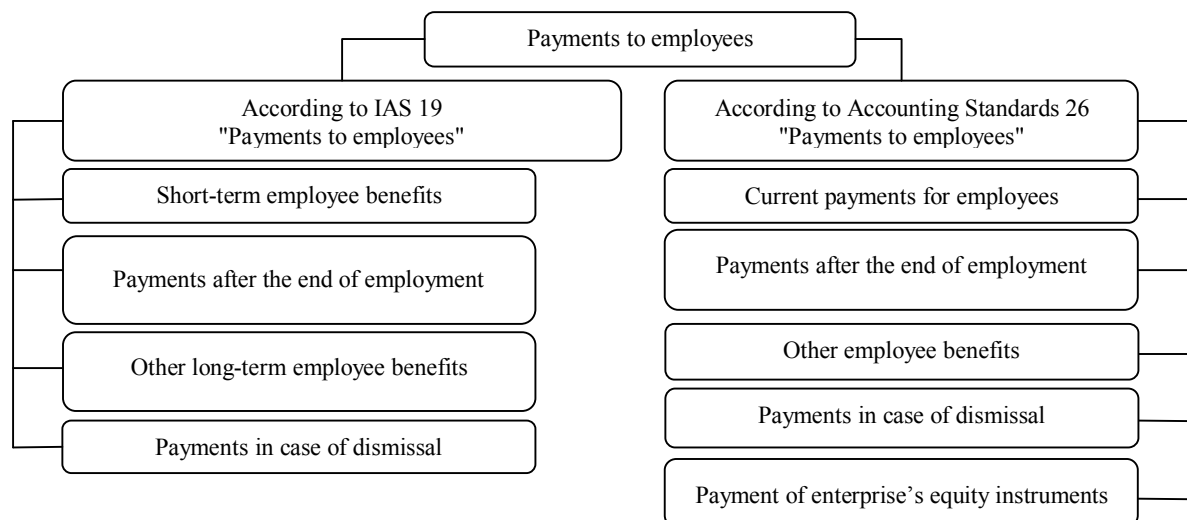 Payments to employees
According to IAS 19
"Payments to employees"
Short-term employee benefits
Payments after the end of employment
Other long-term employee benefits
Payments in case of dismissal
According to Accounting Standards 26
"Payments to employees"
Current payments for employees
Payments after the end of employment
Other employee benefits
Payments in case of dismissal
Payment of enterprise’s equity instruments